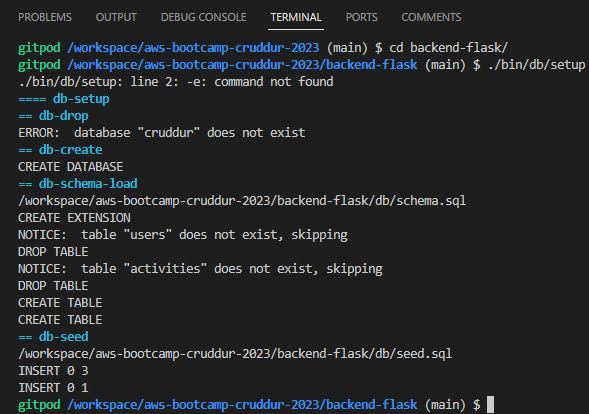 PROBLEMS OUTPUT DEBUG CONSOLE TERMINAL PORTS COMMENTS
gitpod /workspace/aws-bootcamp-cruddur-2023 (main) $ cd backend-flask/
gitpod /workspace/aws-bootcamp-cruddur-2023/backend-flask (main) $ ./bin/db/setup
./bin/db/setup: line 2: -e: command not found
==== db-setup
== db-drop
ERROR:  database "cruddur" does not exist
== db-create
CREATE DATABASE
== db-schema-load
/workspace/aws-bootcamp-cruddur-2023/backend-flask/db/schema.sql
CREATE EXTENSION
NOTICE:  table "users" does not exist, skipping
DROP TABLE
NOTICE:  table "activities" does not exist, skipping
DROP TABLE
CREATE TABLE
CREATE TABLE
== db-seed
/workspace/aws-bootcamp-cruddur-2023/backend-flask/db/seed.sql
INSERT 0 3
INSERT 0 1
gitpod /workspace/aws-bootcamp-cruddur-2023/backend-flask (main) $